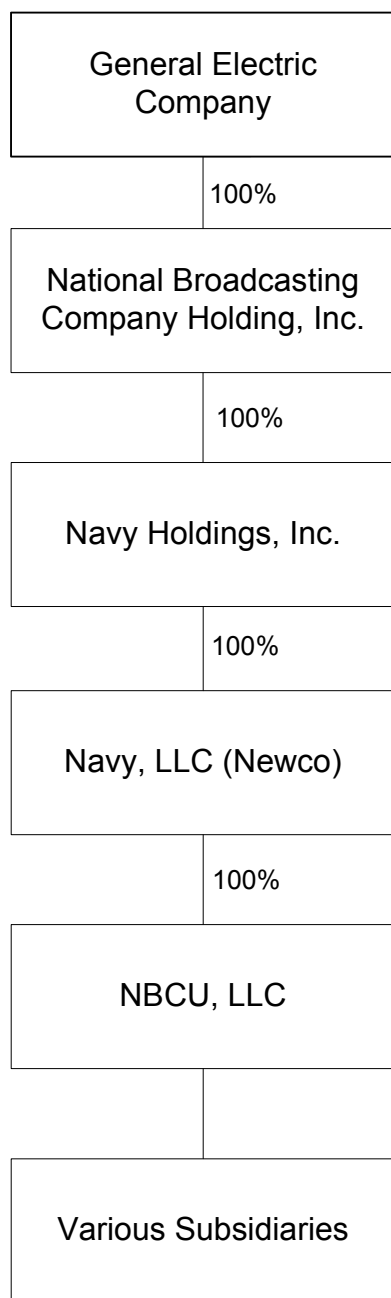 General Electric
Company
100%
National Broadcasting
Company Holding, Inc.
100%
Navy Holdings, Inc.
100%
Navy, LLC (Newco)
100%
NBCU, LLC
Various Subsidiaries